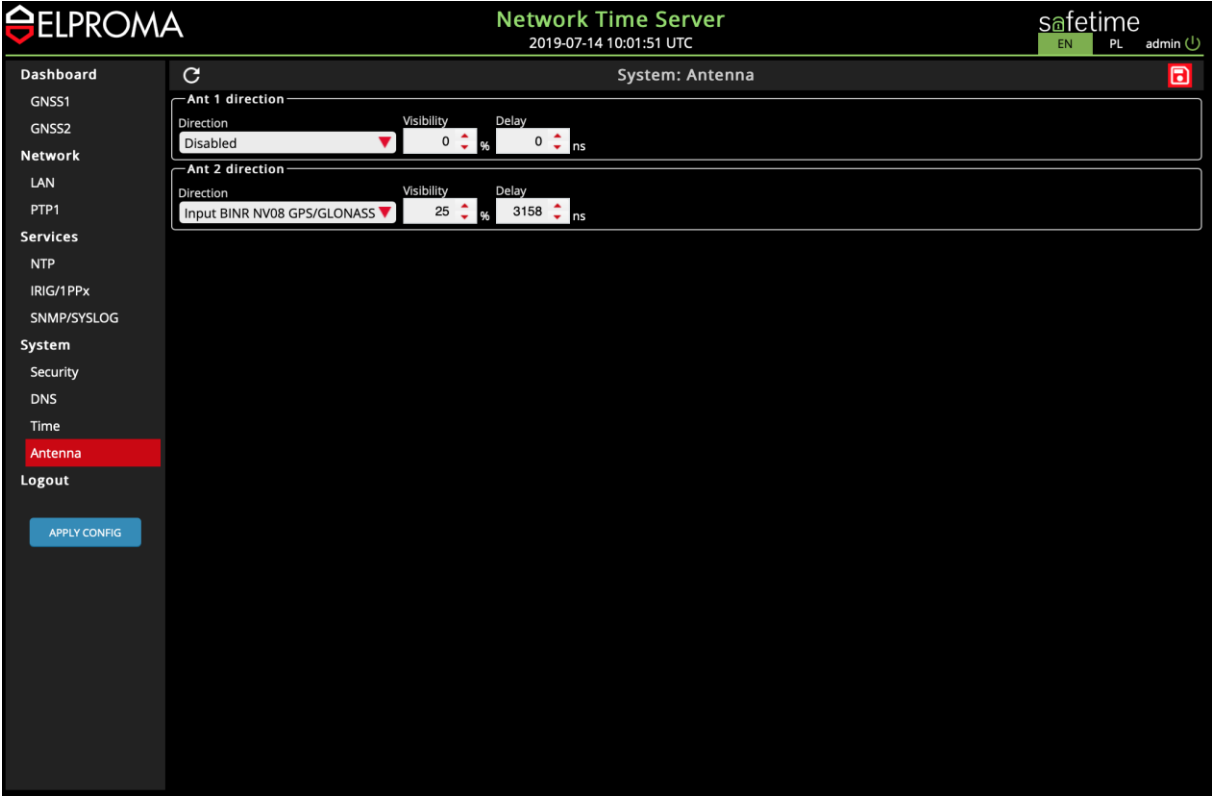 ELPROMA
Network Time Server
2019-07-14 10:01:51 UTC
safetime
EN PL admin
Dashboard
GNSS1
GNSS2
Network
LAN
PTP1
Services
NTP
IRIG/1PPx
SNMP/SYSLOG
System
Security
DNS
Time
Antenna
Logout
APPLY CONFIG
System: Antenna
Ant 1 direction
Direction Visibility Delay
Disabled 0 % 0 ns
Ant 2 direction
Direction Visibility Delay
Input BINR NV08 GPS/GLONASS 25 % 3158 ns